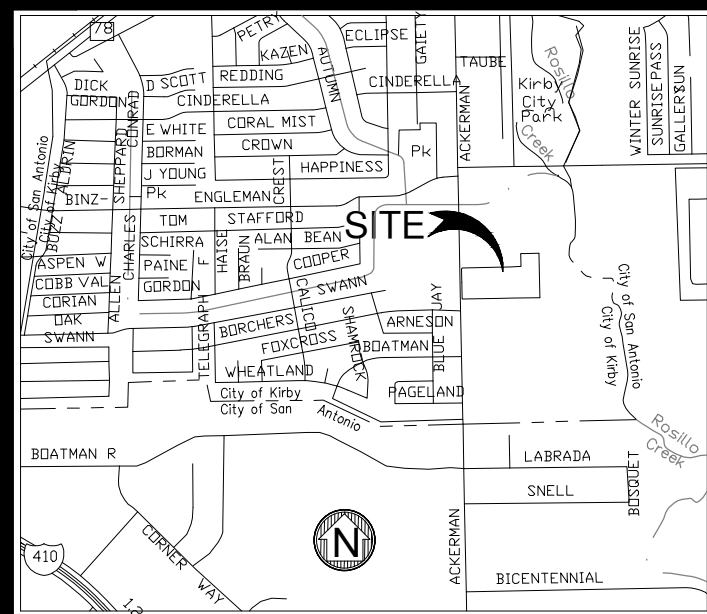 78
PETRY
ECLIPSE
GAIETY
KAZEN
AUTUMN
TAUBE
Rosillo
Creek
WINTER SUNRISE
SUNRISE PASS
GALLERY SUN
DICK
GORDON
D SCOTT
REDDING
CINDERELLA
CINDERELLA
Kirby
City
Park
CONRAD
SHEPPARD
E WHITE
CORAL MIST
ACKERMAN
BORMAN
CROWN
Pk
J YOUNG
HAPPINESS
CREST
City of San Antonio
City of Kirby
BUZZ ALDRIN
BINZ-
Pk
ENGLEMAN
TOM
STAFFORD
SITE
SCHIRRA
HAISE
BRAUN
ALAN BEAN
CHARLES
ASPEN W
PAINE
F
COOPER
COBB VAL
GORDON
SWANN
CORIAN
ALLEN
CALICO
JAY
City of San Antonio
City of Kirby
OAK
TELEGRAPH
BORCHERS
SHAMROCK
ARNESON
SWANN
FOXCROSS
BOATMAN
BLUE
WHEATLAND
PAGELAND
City of Kirby
City of San
Antonio
Rosillo
Creek
BOATMAN R
LABRADA
SNELL
BOSQUET
CORNER
WAY
N
ACKERMAN
410
BICENTENNIAL